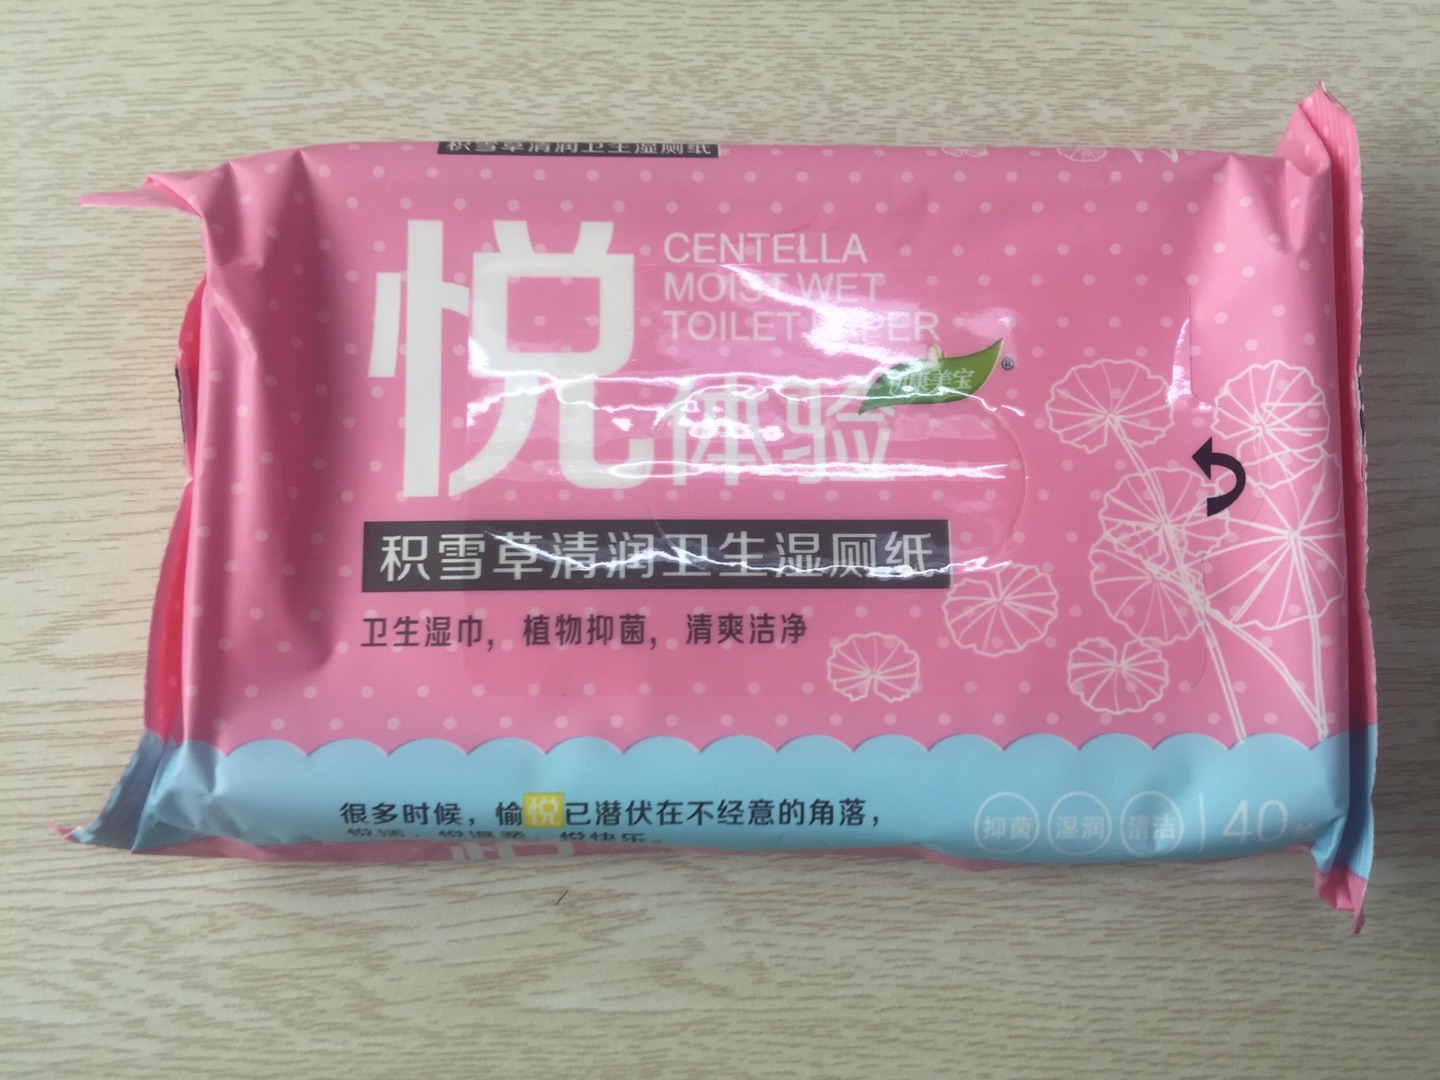 积雪草清润卫生湿厕纸
悦
CENTELLA
MOIST WET
TOILET PAPER
体验
®
积雪草清润卫生湿厕纸
卫生湿巾，植物抑菌，清爽洁净
很多时候，愉悦已潜伏在不经意的角落，
抑菌 湿润 清洁 40